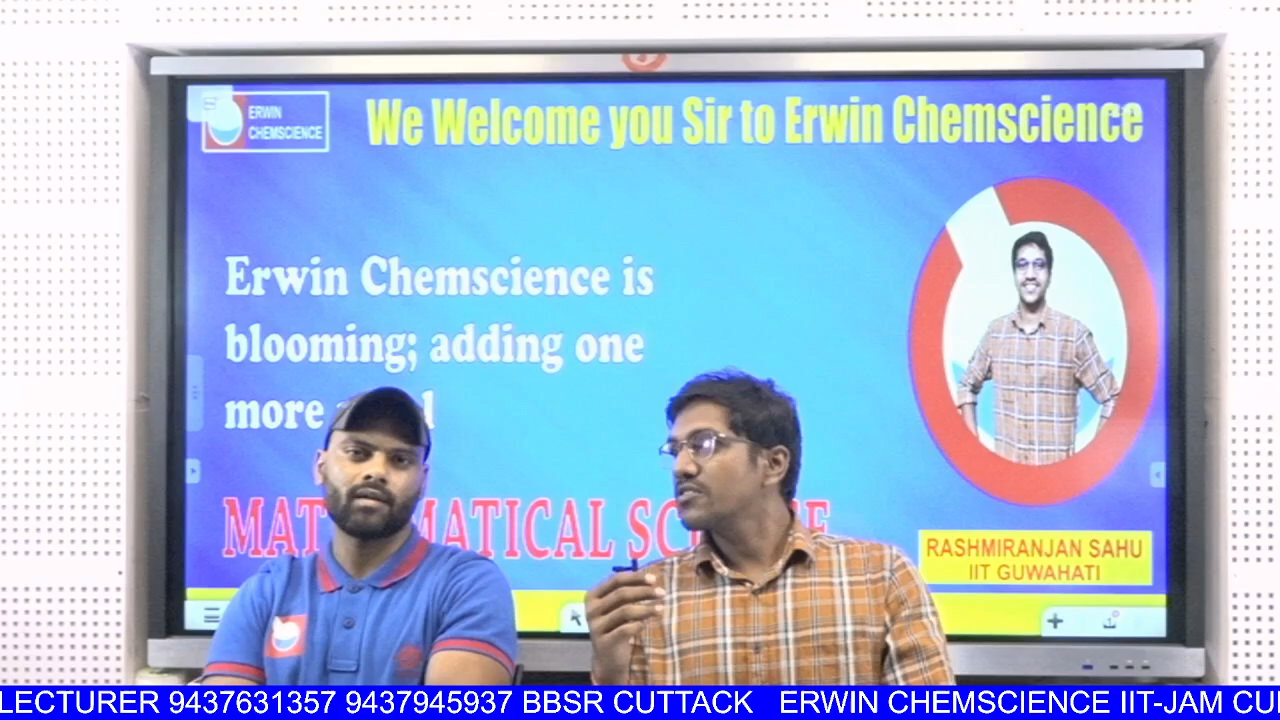 ERWIN
CHEMSCIENCE
We Welcome you Sir to Erwin Chemscience
Erwin Chemscience is
blooming; adding one
more
RASHMIRANJAN SAHU
IIT GUWAHATI
LECTURER 9437631357 9437945937 BBSR CUTTACK ERWIN CHEMSCIENCE IIT-JAM